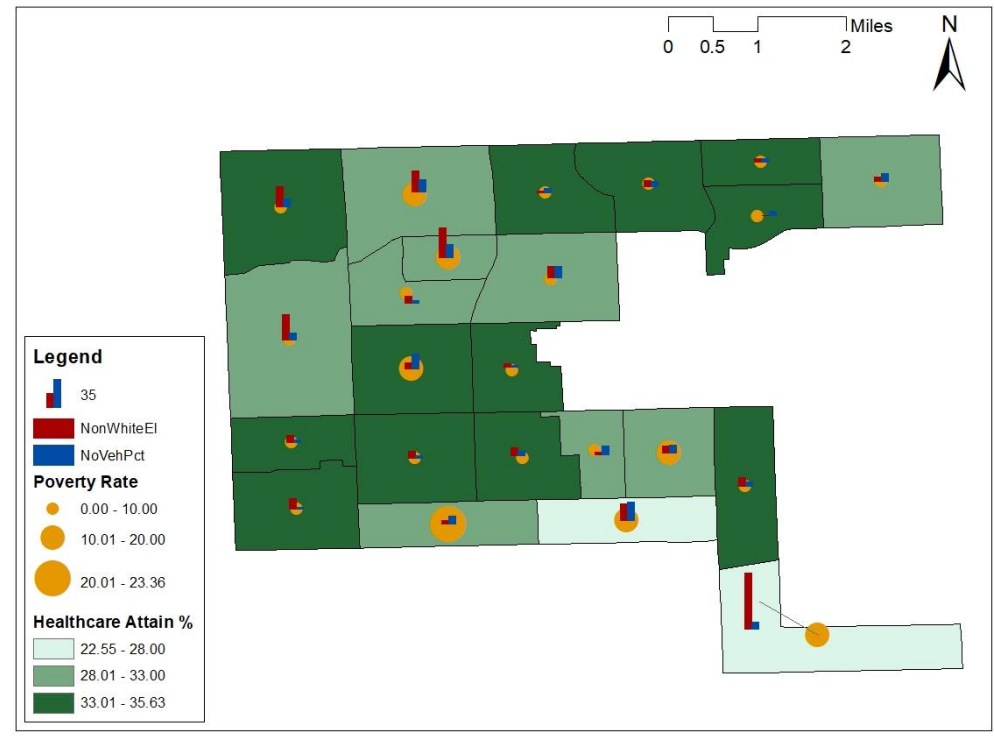 Miles
N
0 0.5 1 2
Legend
35
NonWhiteEl
NoVehPct
Poverty Rate
0.00 - 10.00
10.01 - 20.00
20.01 - 23.36
Healthcare Attain %
22.55 - 28.00
28.01 - 33.00
33.01 - 35.63